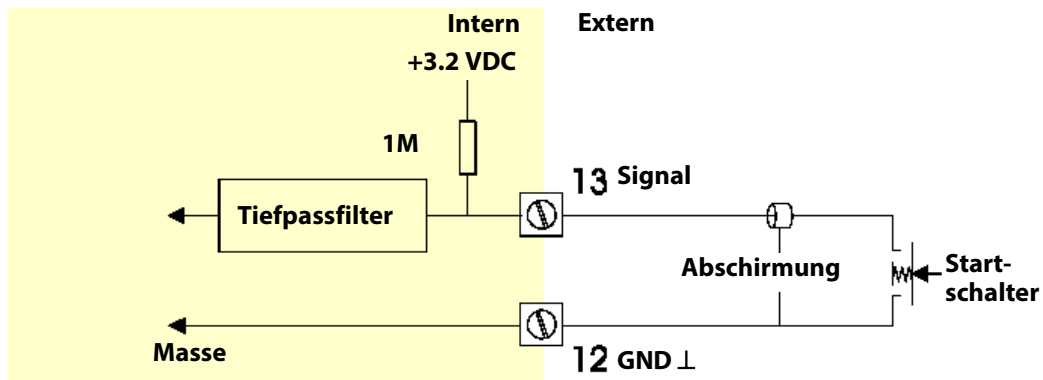 Intern Extern
+3.2 VDC
1M
13 Signal
Tiefpassfilter
Abschirmung
Start-
schalter
Masse
12 GND ⊥